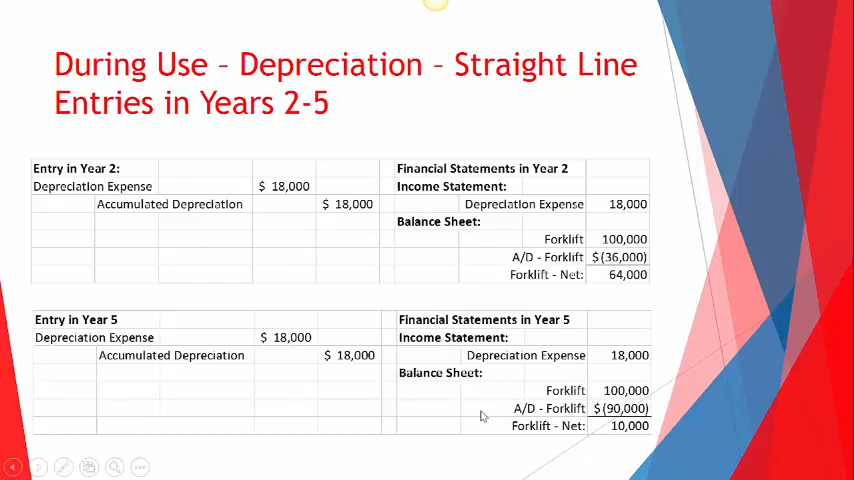 During Use – Depreciation – Straight Line
Entries in Years 2-5
Entry in Year 2:
Depreciation Expense $ 18,000
Accumulated Depreciation $ 18,000
Financial Statements in Year 2
Income Statement:
Depreciation Expense 18,000
Balance Sheet:
Forklift 100,000
A/D - Forklift $(36,000)
Forklift - Net: 64,000
Entry in Year 5
Depreciation Expense $ 18,000
Accumulated Depreciation $ 18,000
Financial Statements in Year 5
Income Statement:
Depreciation Expense 18,000
Balance Sheet:
Forklift 100,000
A/D - Forklift $(90,000)
Forklift - Net: 10,000